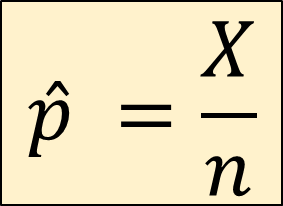 p̂ = X/n